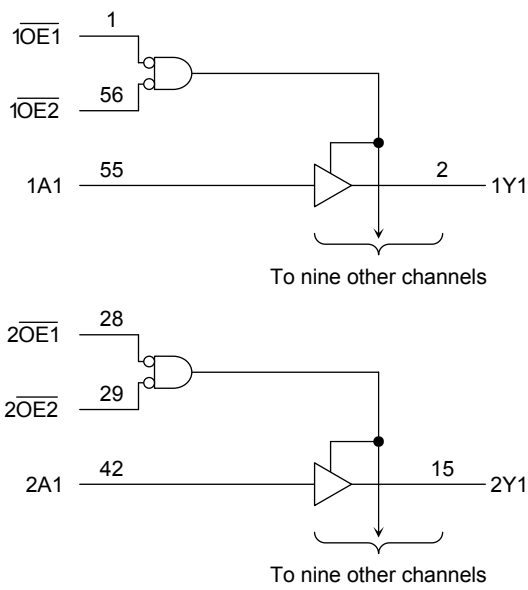 1OE1 1
1OE2 56
1A1 55 2 1Y1
To nine other channels
2OE1 28
2OE2 29
2A1 42 15 2Y1
To nine other channels